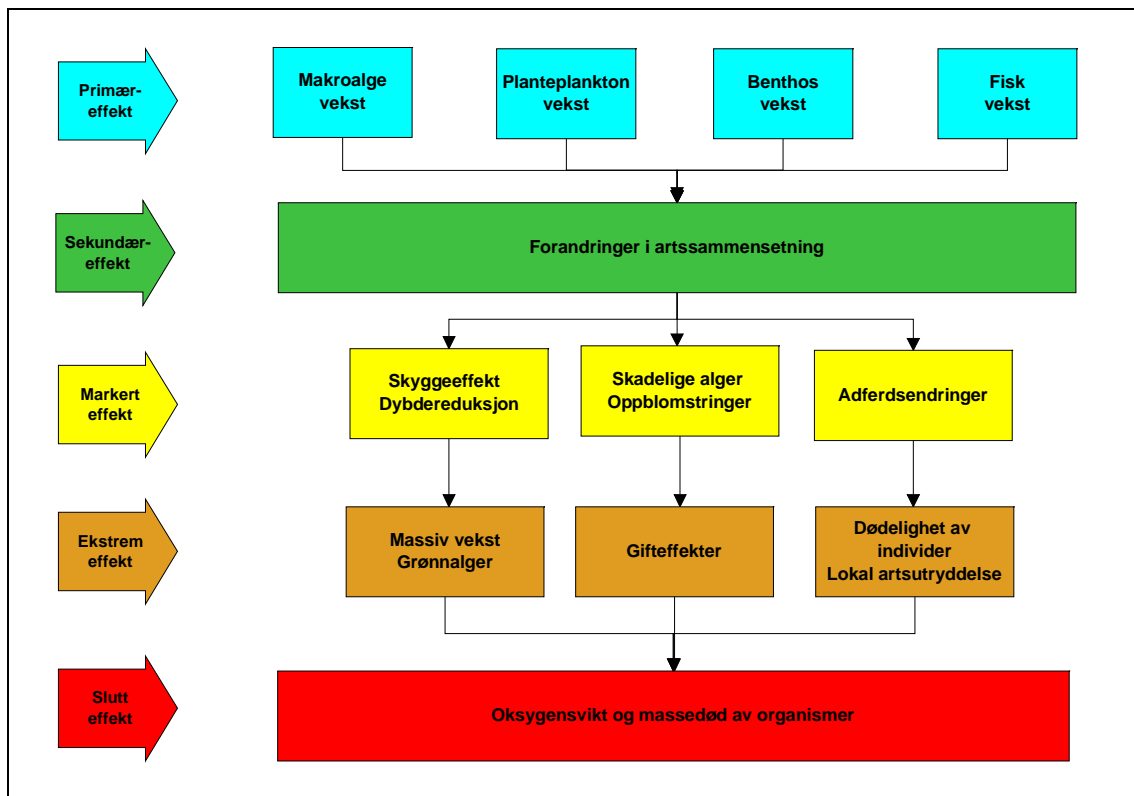 Primær-
effekt
Makroalge
vekst
Planteplankton
vekst
Benthos
vekst
Fisk
vekst
Sekundær-
effekt
Forandringer i artssammensetning
Markert
effekt
Skyggeeffekt
Dybdereduksjon
Skadelige alger
Oppblomstringer
Adferdsendringer
Ekstrem
effekt
Massiv vekst
Grønnalger
Gifteffekter
Dødelighet av
individer
Lokal artsutryddelse
Slutt
effekt
Oksygensvikt og massedød av organismer